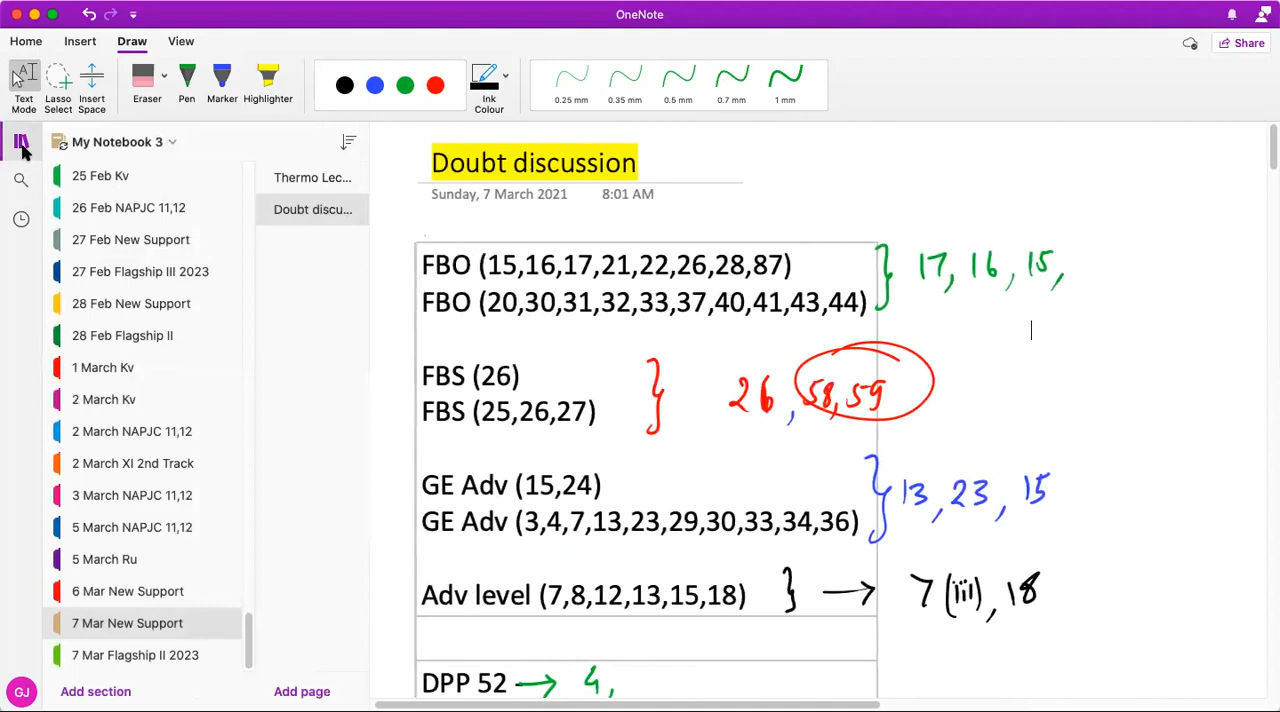 OneNote
Home Insert Draw View
Share
Text Mode
Lasso Select
Insert Space
Eraser
Pen
Marker
Highlighter
Ink Colour
0.25 mm
0.35 mm
0.5 mm
0.7 mm
1 mm
My Notebook 3
25 Feb Kv
26 Feb NAPJC 11,12
27 Feb New Support
27 Feb Flagship III 2023
28 Feb New Support
28 Feb Flagship II
1 March Kv
2 March Kv
2 March NAPJC 11,12
2 March XI 2nd Track
3 March NAPJC 11,12
5 March NAPJC 11,12
5 March Ru
6 Mar New Support
7 Mar New Support
7 Mar Flagship II 2023
GJ
Add section
Thermo Lec...
Doubt discu...
Add page
Doubt discussion
Sunday, 7 March 2021 8:01 AM
FBO (15,16,17,21,22,26,28,87)
FBO (20,30,31,32,33,37,40,41,43,44)
} 17, 16, 15,
FBS (26)
FBS (25,26,27)
} 26, 58,59
GE Adv (15,24)
GE Adv (3,4,7,13,23,29,30,33,34,36)
} 13, 23, 15
Adv level (7,8,12,13,15,18) } → 7 (iii), 18
DPP 52 → 4,